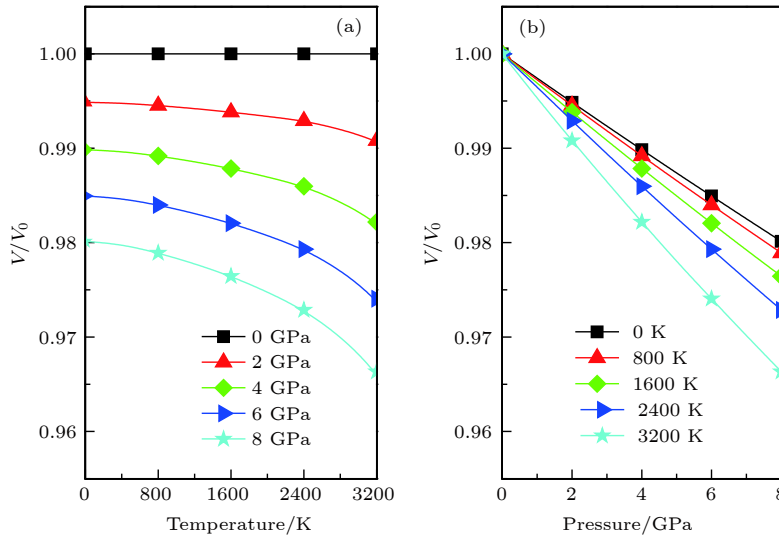 (a)
1.00
0.99
0.98
0.97
0.96
V/V0
0 GPa
2 GPa
4 GPa
6 GPa
8 GPa
0 800 1600 2400 3200
Temperature/K
(b)
1.00
0.99
0.98
0.97
0.96
V/V0
0 K
800 K
1600 K
2400 K
3200 K
0 2 4 6 8
Pressure/GPa